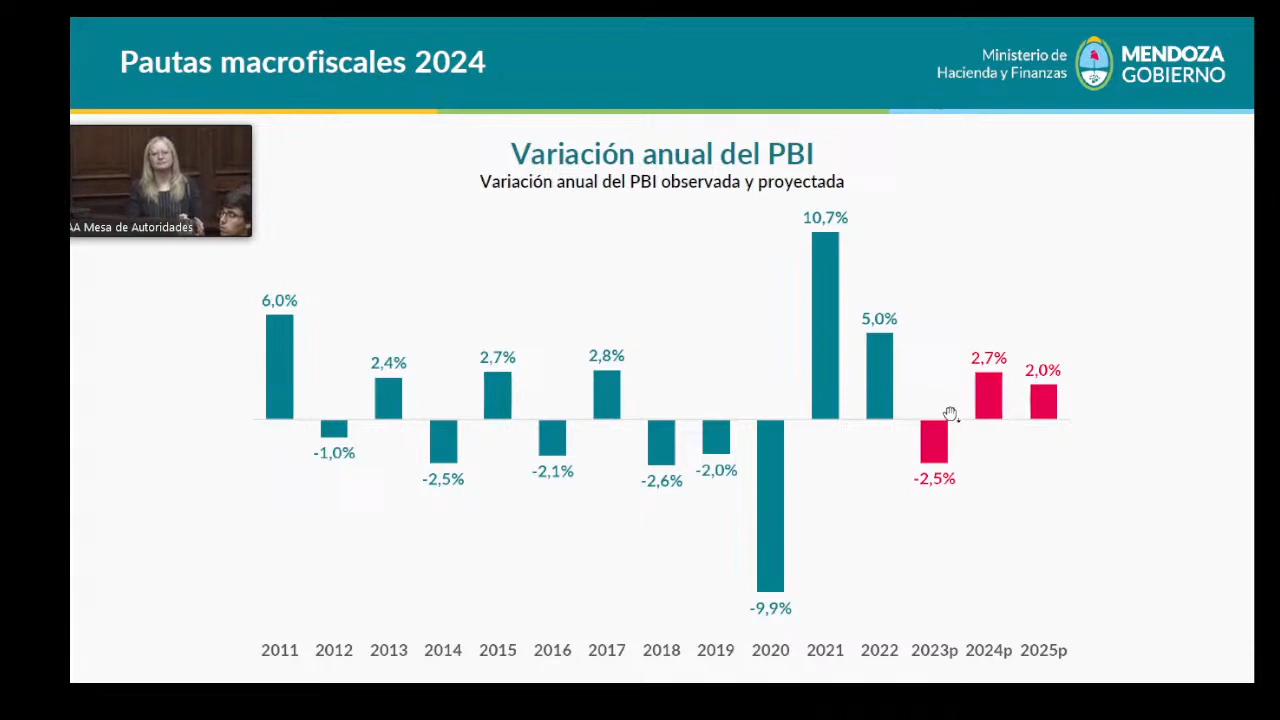 Pautas macrofiscales 2024
Ministerio de
Hacienda y Finanzas
MENDOZA
GOBIERNO
AA Mesa de Autoridades
Variación anual del PBI
Variación anual del PBI observada y proyectada
6,0%
-1,0%
2,4%
-2,5%
2,7%
-2,1%
2,8%
-2,6%
-2,0%
-9,9%
10,7%
5,0%
-2,5%
2,7%
2,0%
2011 2012 2013 2014 2015 2016 2017 2018 2019 2020 2021 2022 2023p 2024p 2025p